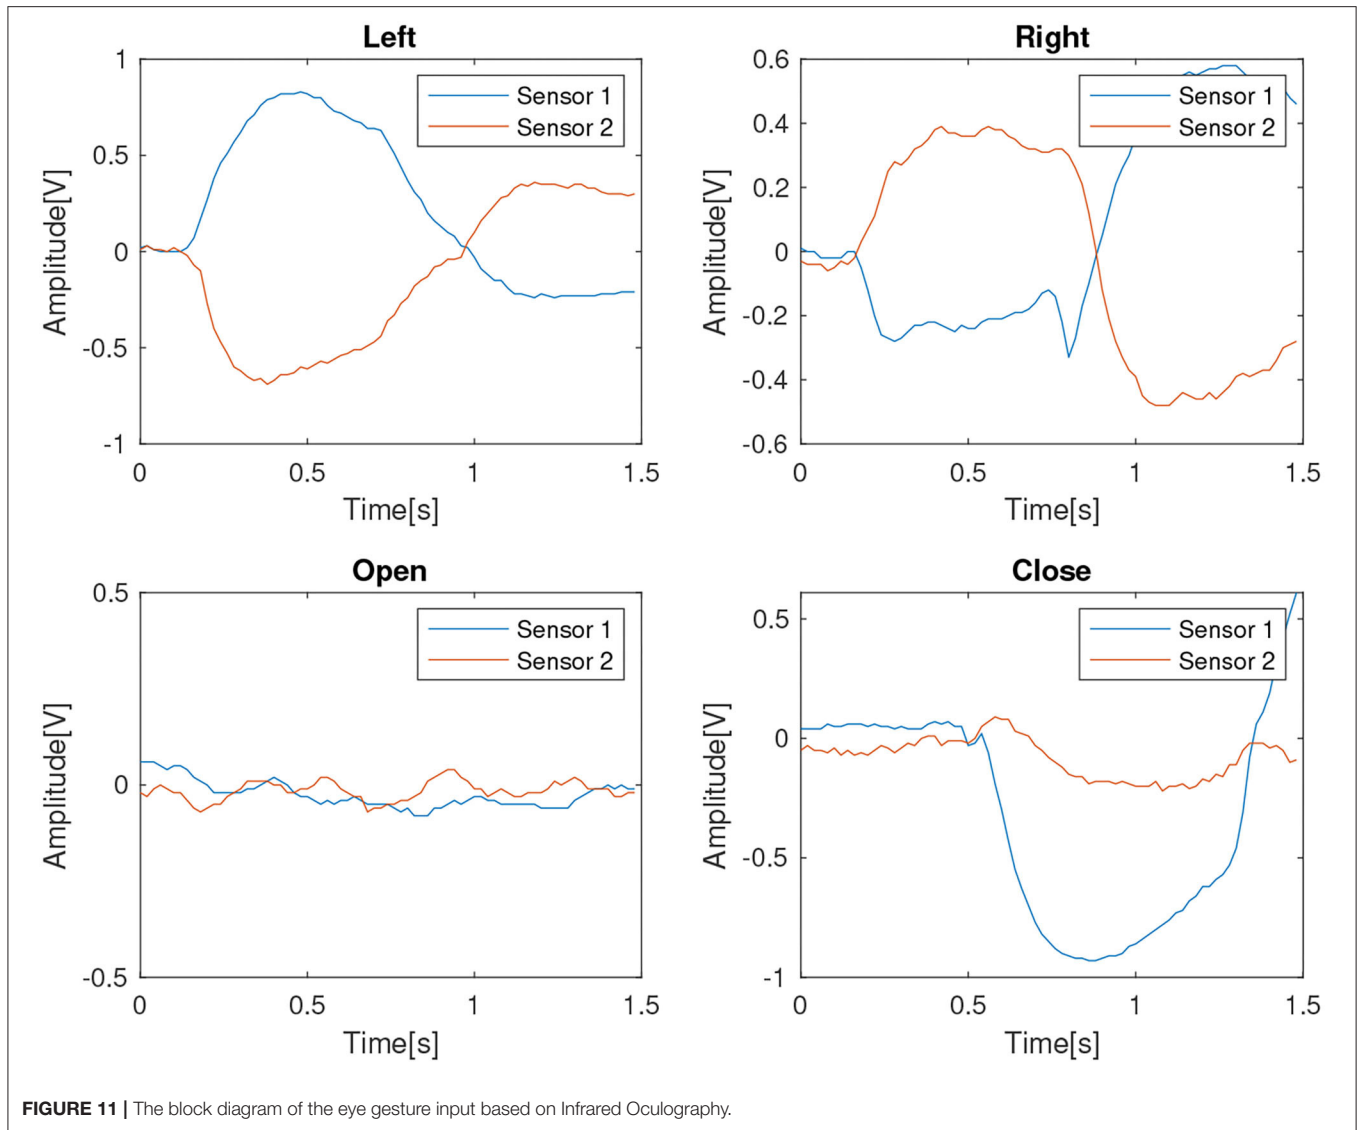 Left
1
0.5
0
-0.5
-1
Amplitude[V]
Sensor 1
Sensor 2
0 0.5 1 1.5
Time[s]
Right
0.6
0.4
0.2
0
-0.2
-0.4
-0.6
Amplitude[V]
Sensor 1
Sensor 2
0 0.5 1 1.5
Time[s]
Open
0.5
0
-0.5
Amplitude[V]
Sensor 1
Sensor 2
0 0.5 1 1.5
Time[s]
Close
0.5
0
-0.5
-1
Amplitude[V]
Sensor 1
Sensor 2
0 0.5 1 1.5
Time[s]
FIGURE 11 | The block diagram of the eye gesture input based on Infrared Oculography.